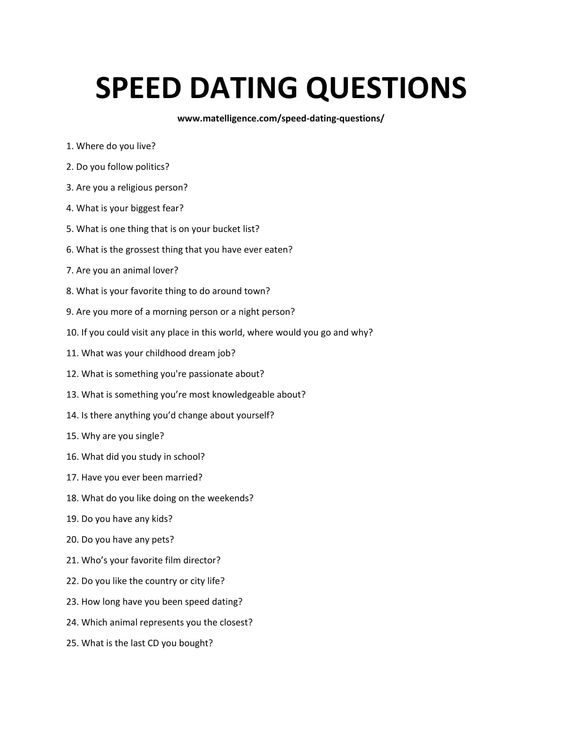 SPEED DATING QUESTIONS
www.matelligence.com/speed-dating-questions/
1. Where do you live?
2. Do you follow politics?
3. Are you a religious person?
4. What is your biggest fear?
5. What is one thing that is on your bucket list?
6. What is the grossest thing that you have ever eaten?
7. Are you an animal lover?
8. What is your favorite thing to do around town?
9. Are you more of a morning person or a night person?
10. If you could visit any place in this world, where would you go and why?
11. What was your childhood dream job?
12. What is something you're passionate about?
13. What is something you’re most knowledgeable about?
14. Is there anything you’d change about yourself?
15. Why are you single?
16. What did you study in school?
17. Have you ever been married?
18. What do you like doing on the weekends?
19. Do you have any kids?
20. Do you have any pets?
21. Who’s your favorite film director?
22. Do you like the country or city life?
23. How long have you been speed dating?
24. Which animal represents you the closest?
25. What is the last CD you bought?